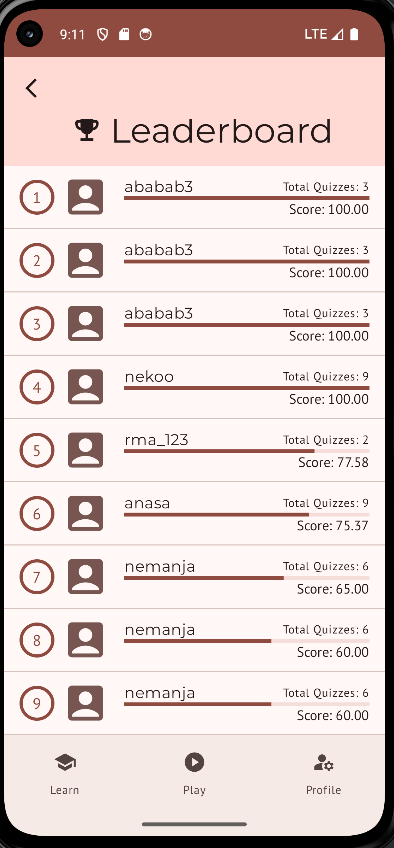 9:11 LTE
Leaderboard
1 ababab3 Total Quizzes: 3
Score: 100.00
2 ababab3 Total Quizzes: 3
Score: 100.00
3 ababab3 Total Quizzes: 3
Score: 100.00
4 nekoo Total Quizzes: 9
Score: 100.00
5 rma_123 Total Quizzes: 2
Score: 77.58
6 anasa Total Quizzes: 9
Score: 75.37
7 nemanja Total Quizzes: 6
Score: 65.00
8 nemanja Total Quizzes: 6
Score: 60.00
9 nemanja Total Quizzes: 6
Score: 60.00
Learn Play Profile